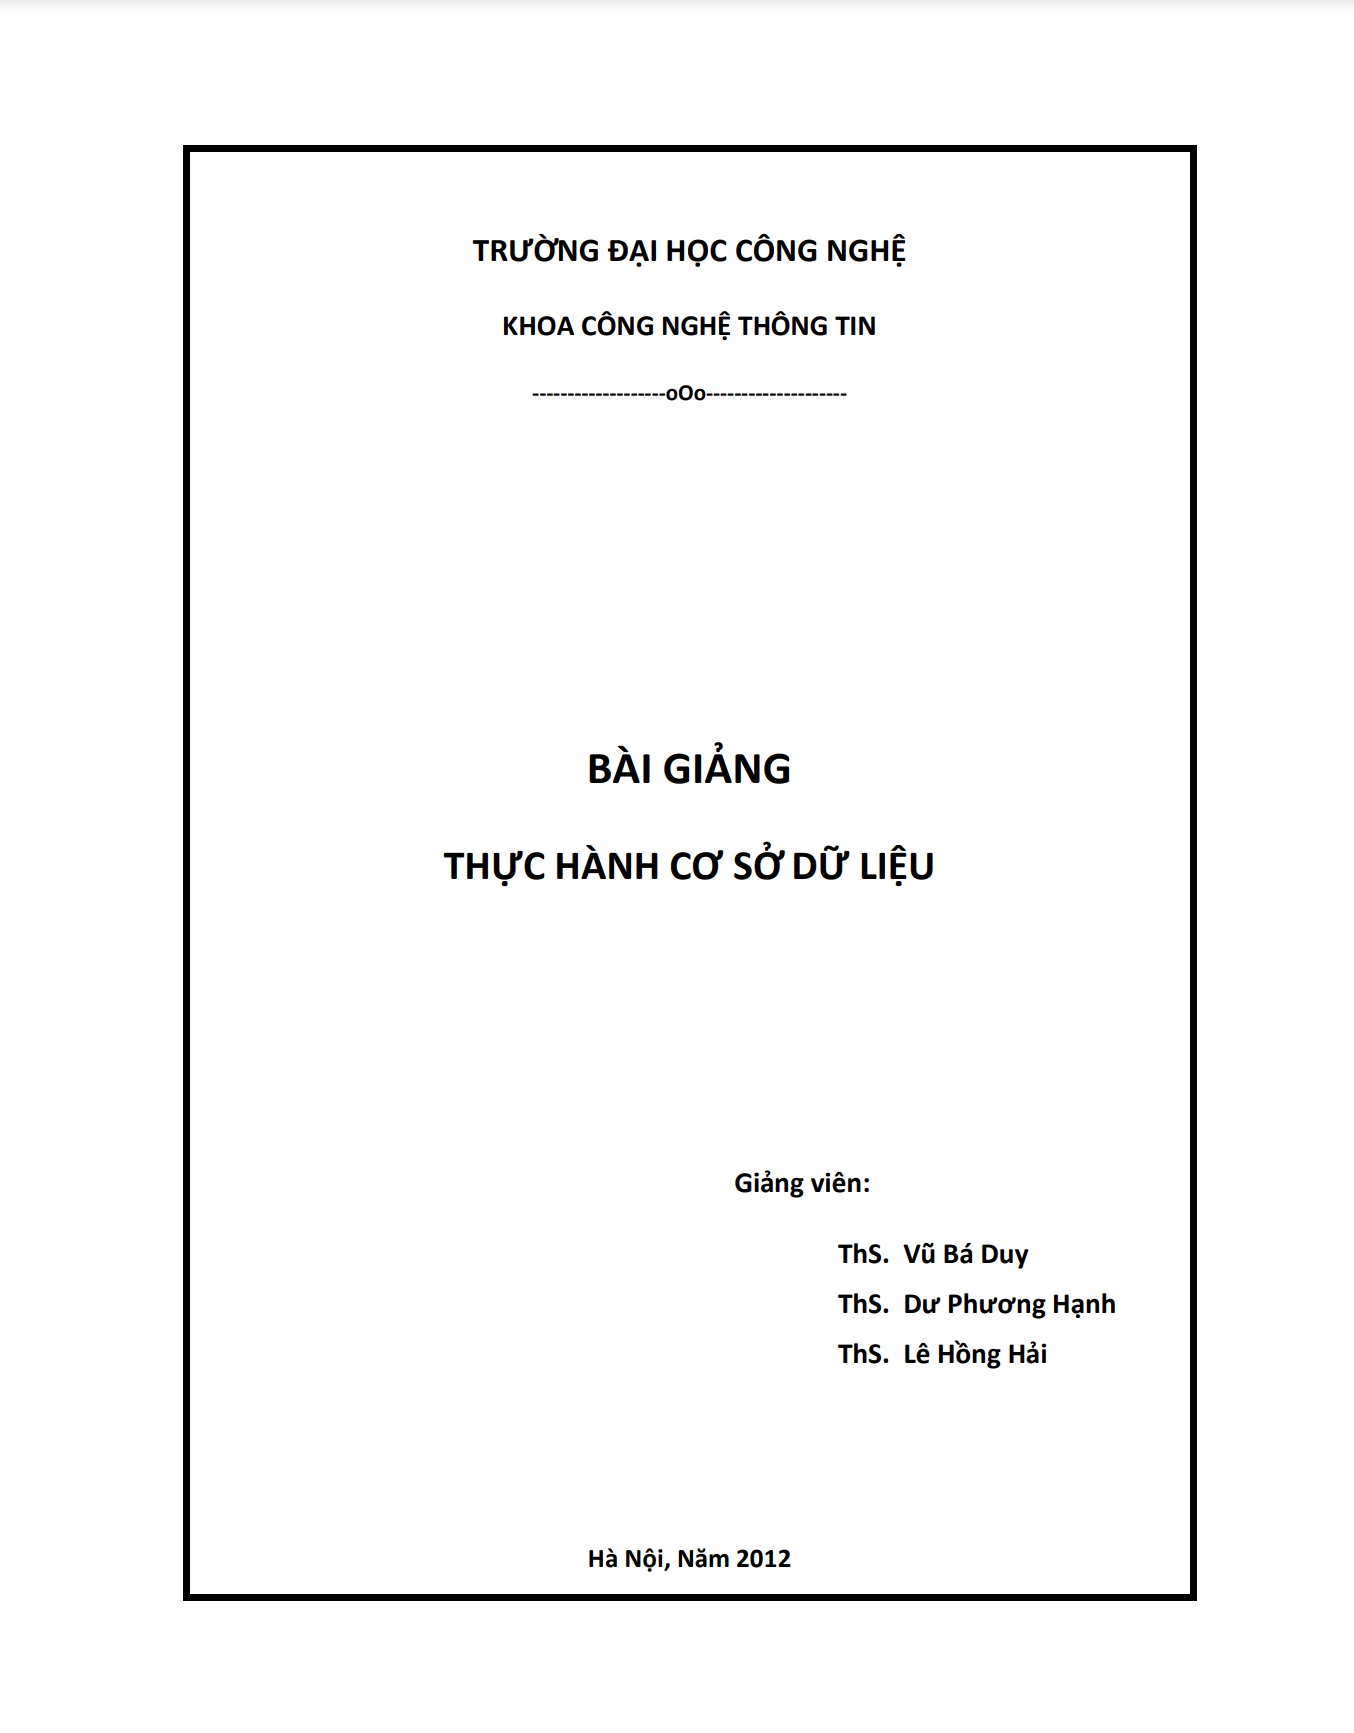 TRƯỜNG ĐẠI HỌC CÔNG NGHỆ
KHOA CÔNG NGHỆ THÔNG TIN
-------------------oOo--------------------
BÀI GIẢNG
THỰC HÀNH CƠ SỞ DỮ LIỆU
Giảng viên:
ThS. Vũ Bá Duy
ThS. Dư Phương Hạnh
ThS. Lê Hồng Hải
Hà Nội, Năm 2012